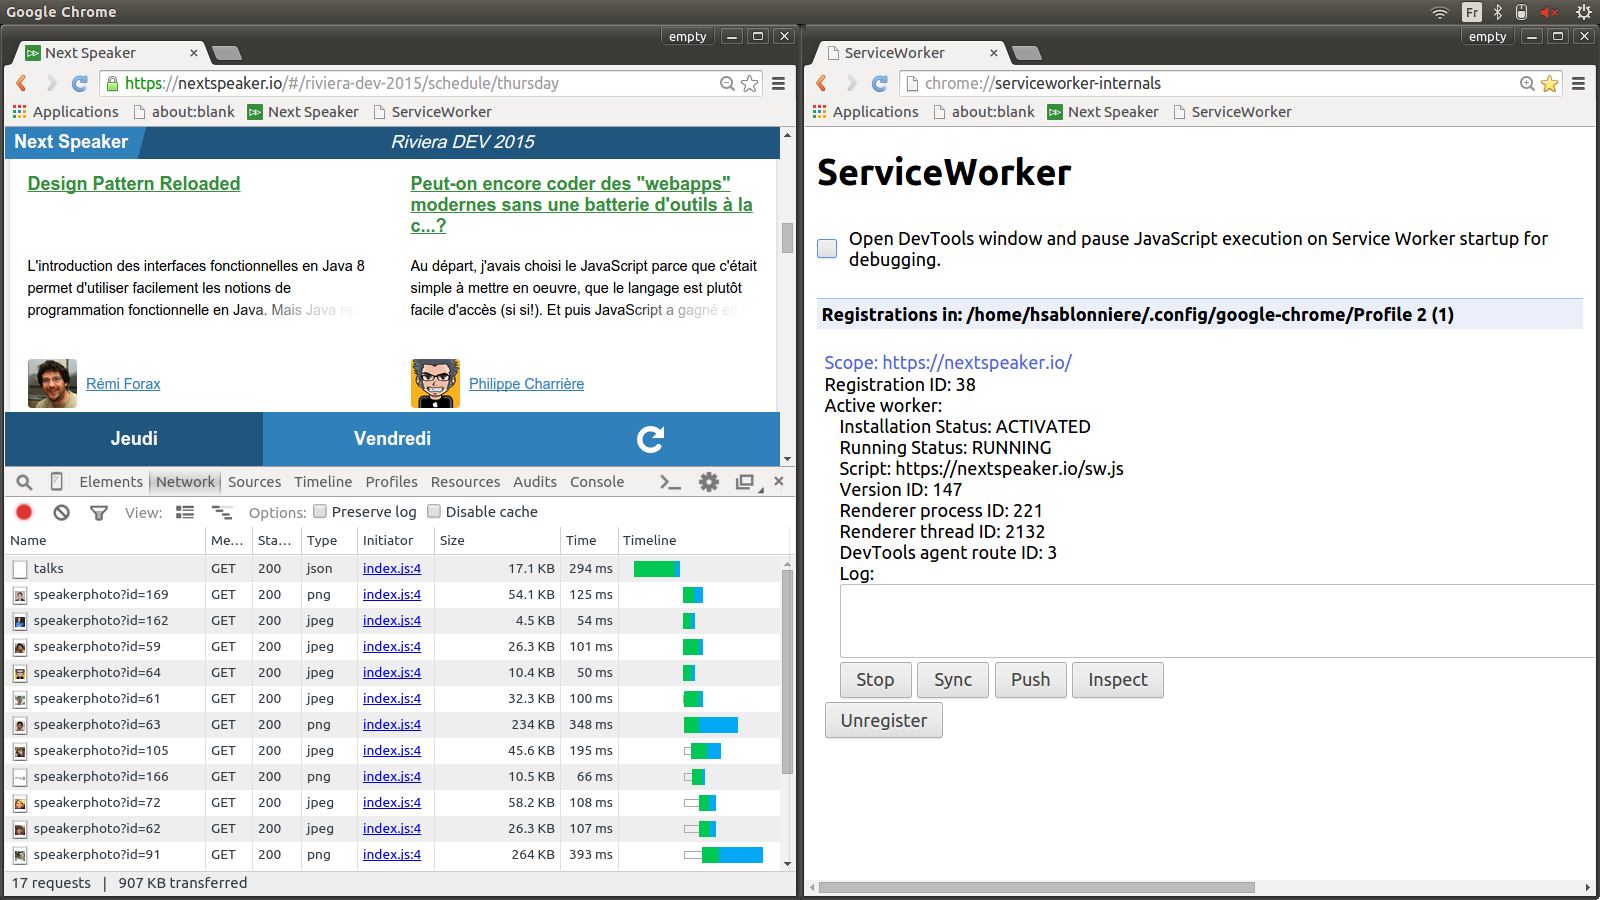 Google Chrome
Fr
empty
Next Speaker
https://nextspeaker.io/#/riviera-dev-2015/schedule/thursday
Applications about:blank Next Speaker ServiceWorker
Next Speaker Riviera DEV 2015
Design Pattern Reloaded
L'introduction des interfaces fonctionnelles en Java 8
permet d'utiliser facilement les notions de
programmation fonctionnelle en Java. Mais Java
Rémi Forax
Peut-on encore coder des "webapps"
modernes sans une batterie d'outils à la
c...?
Au départ, j'avais choisi le JavaScript parce que c'était
simple à mettre en oeuvre, que le langage est plutôt
facile d'accès (si si!). Et puis JavaScript a gagné en
Philippe Charrière
Jeudi Vendredi
Elements Network Sources Timeline Profiles Resources Audits Console
View: Options: Preserve log Disable cache
Name Me... Sta... Type Initiator Size Time Timeline
talks GET 200 json index.js:4 17.1 KB 294 ms
speakerphoto?id=169 GET 200 png index.js:4 54.1 KB 125 ms
speakerphoto?id=162 GET 200 jpeg index.js:4 4.5 KB 54 ms
speakerphoto?id=59 GET 200 jpeg index.js:4 26.3 KB 101 ms
speakerphoto?id=64 GET 200 jpeg index.js:4 10.4 KB 50 ms
speakerphoto?id=61 GET 200 jpeg index.js:4 32.3 KB 100 ms
speakerphoto?id=63 GET 200 png index.js:4 234 KB 348 ms
speakerphoto?id=105 GET 200 jpeg index.js:4 45.6 KB 195 ms
speakerphoto?id=166 GET 200 png index.js:4 10.5 KB 66 ms
speakerphoto?id=72 GET 200 jpeg index.js:4 58.2 KB 108 ms
speakerphoto?id=62 GET 200 jpeg index.js:4 26.3 KB 107 ms
speakerphoto?id=91 GET 200 png index.js:4 264 KB 393 ms
17 requests | 907 KB transferred
empty
ServiceWorker
chrome://serviceworker-internals
Applications about:blank Next Speaker ServiceWorker
ServiceWorker
Open DevTools window and pause JavaScript execution on Service Worker startup for
debugging.
Registrations in: /home/hsablonniere/.config/google-chrome/Profile 2 (1)
Scope: https://nextspeaker.io/
Registration ID: 38
Active worker:
Installation Status: ACTIVATED
Running Status: RUNNING
Script: https://nextspeaker.io/sw.js
Version ID: 147
Renderer process ID: 221
Renderer thread ID: 2132
DevTools agent route ID: 3
Log:
Stop Sync Push Inspect
Unregister